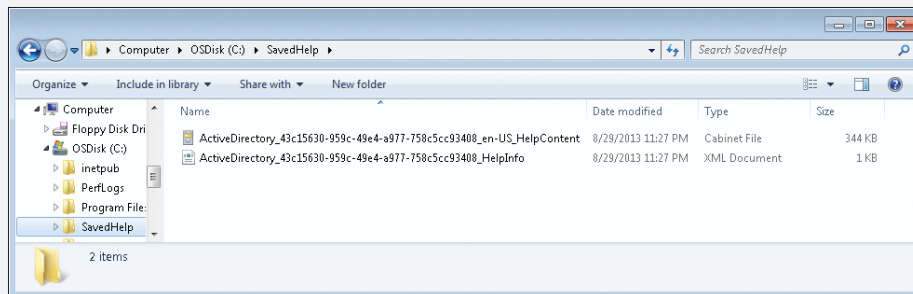 Computer OSDisk (C:) SavedHelp
Search SavedHelp
Organize Include in library Share with New folder
Computer
Floppy Disk Dri
OSDisk (C:)
inetpub
PerfLogs
Program File:
SavedHelp
Name Date modified Type Size
ActiveDirectory_43c15630-959c-49e4-a977-758c5cc93408_en-US_HelpContent 8/29/2013 11:27 PM Cabinet File 344 KB
ActiveDirectory_43c15630-959c-49e4-a977-758c5cc93408_HelpInfo 8/29/2013 11:27 PM XML Document 1 KB
2 items